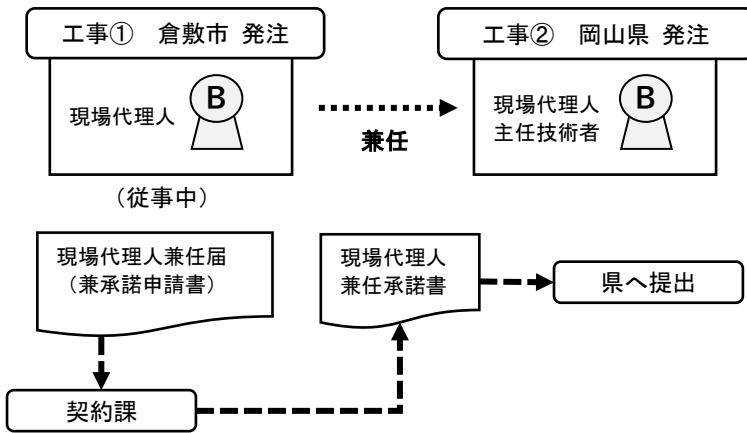 工事①　倉敷市 発注
現場代理人
B
（従事中）
兼任
工事②　岡山県 発注
現場代理人
主任技術者
B
現場代理人兼任届
（兼承諾申請書）
契約課
現場代理人
兼任承諾書
県へ提出